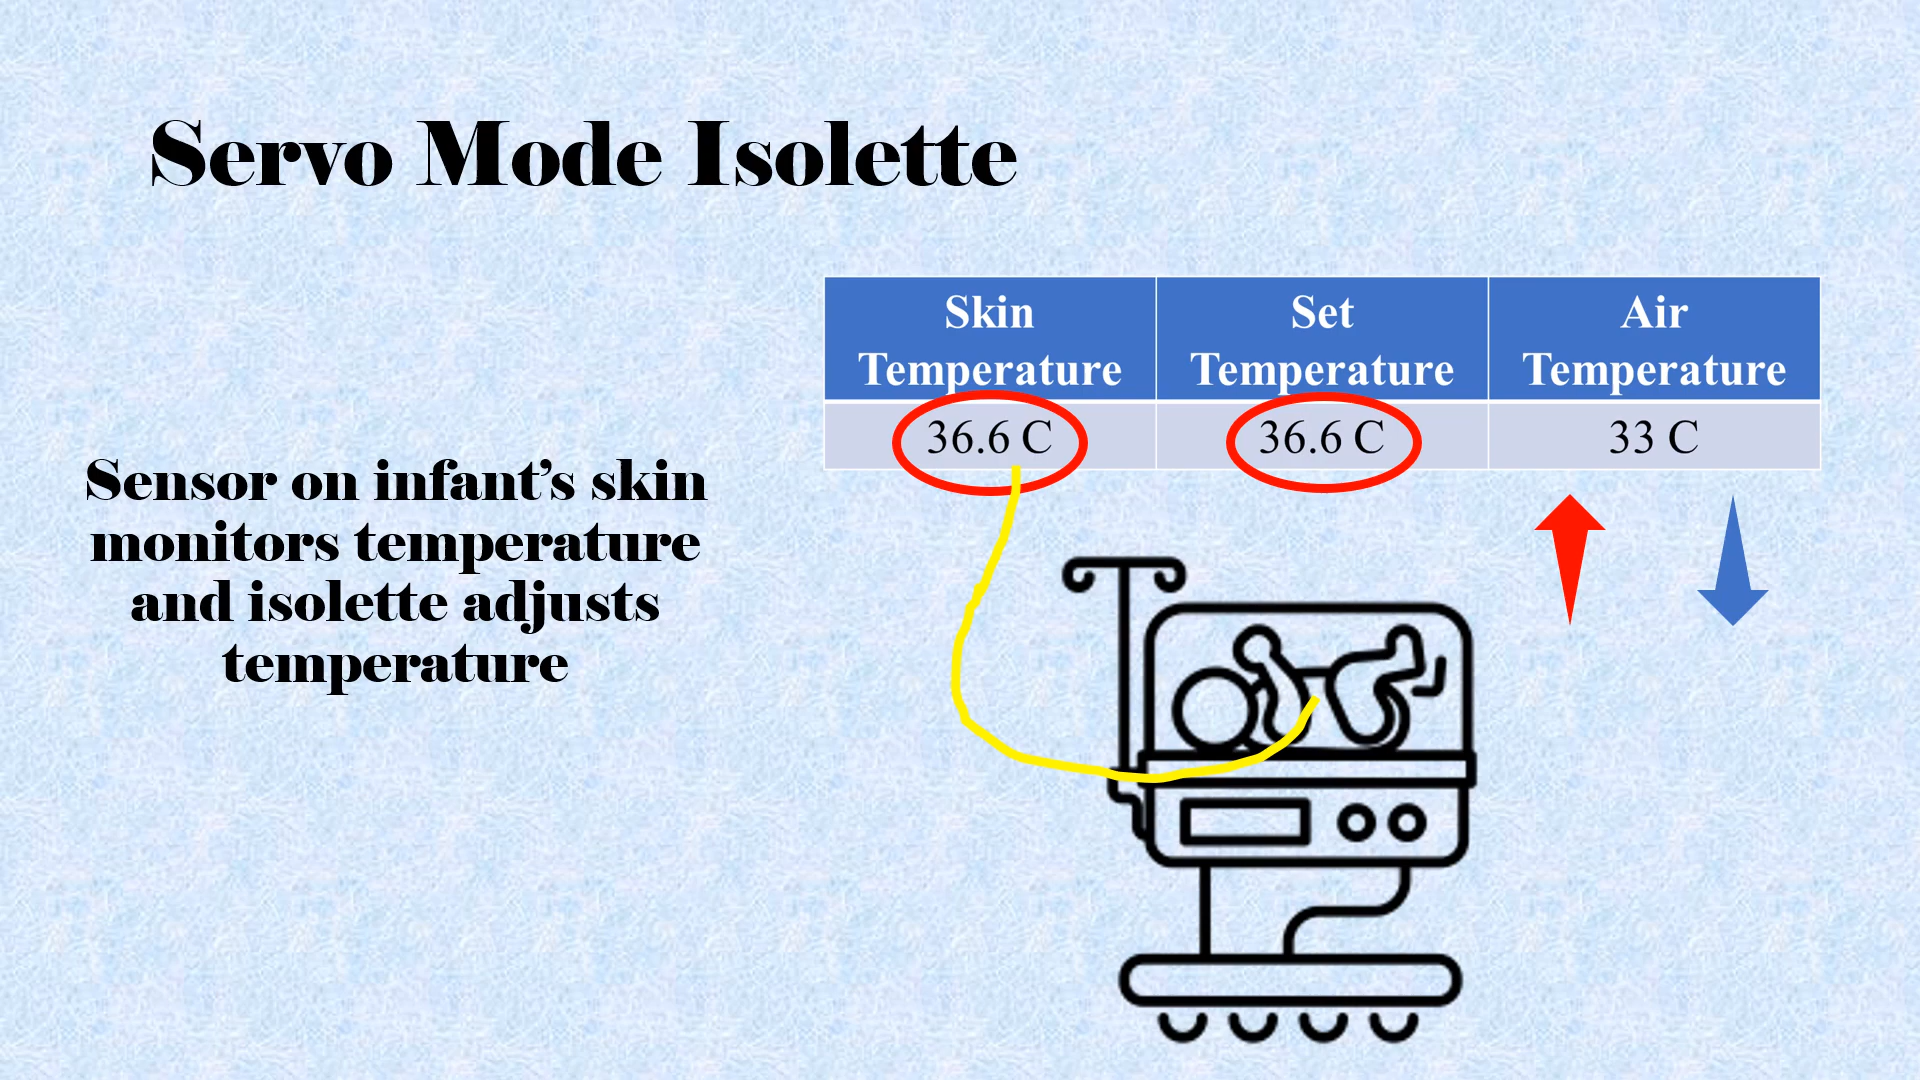 Servo Mode Isolette
Skin Temperature
Set Temperature
Air Temperature
36.6 C
36.6 C
33 C
Sensor on infant’s skin
monitors temperature
and isolette adjusts
temperature